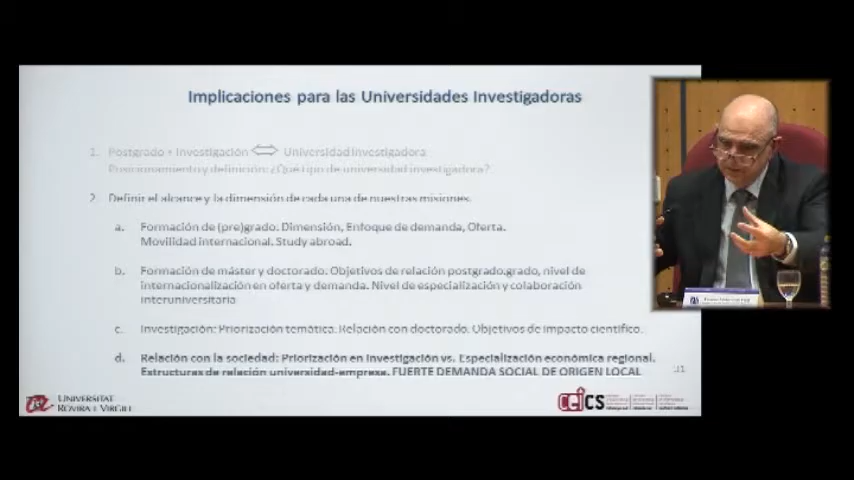 Implicaciones para las Universidades Investigadoras
1. Postgrado + Investigación Universidad Investigadora
Posicionamiento y definición: ¿Qué tipo de universidad investigadora?
2. Definir el alcance y la dimensión de cada una de nuestras misiones.
a. Formación de (pre)grado. Dimensión, Enfoque de demanda, Oferta.
Movilidad internacional. Study abroad.
b. Formación de máster y doctorado. Objetivos de relación postgrado.grado, nivel de
internacionalización en oferta y demanda. Nivel de especialización y colaboración
interuniversitaria
c. Investigación: Priorización temática. Relación con doctorado. Objetivos de impacto científico.
d. Relación con la sociedad: Priorización en investigación vs. Especialización económica regional.
Estructuras de relación universidad-empresa. FUERTE DEMANDA SOCIAL DE ORIGEN LOCAL
UNIVERSITAT
ROVIRA I VIRGILI
ceics